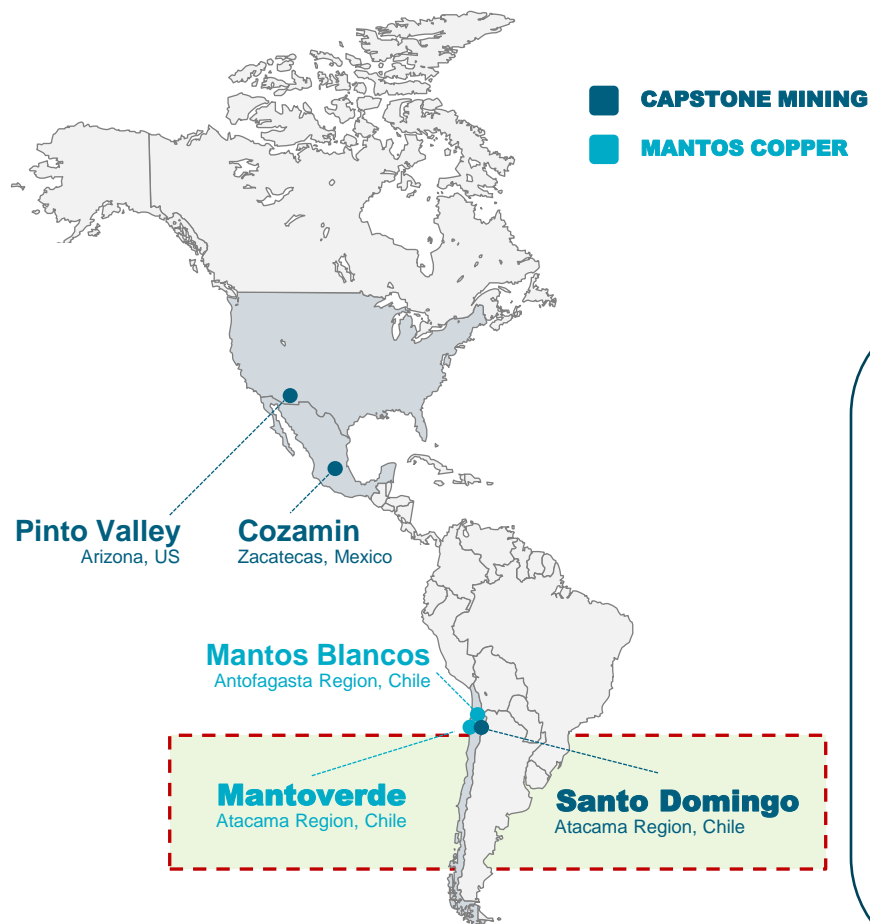 CAPSTONE MINING
MANTOS COPPER
Pinto Valley
Arizona, US
Cozamin
Zacatecas, Mexico
Mantos Blancos
Antofagasta Region, Chile
Mantoverde
Atacama Region, Chile
Santo Domingo
Atacama Region, Chile